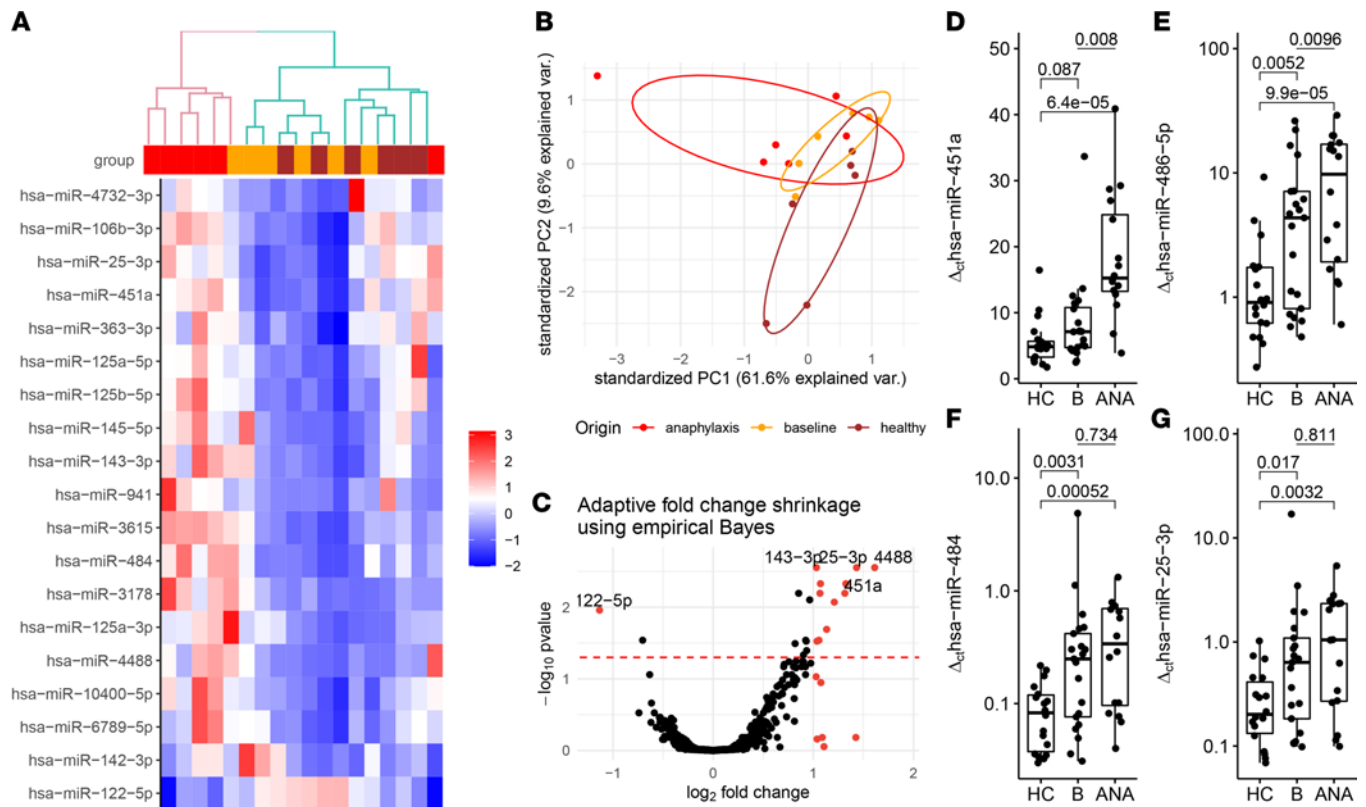 A
group
hsa-miR-4732-3p
hsa-miR-106b-3p
hsa-miR-25-3p
hsa-miR-451a
hsa-miR-363-3p
hsa-miR-125a-5p
hsa-miR-125b-5p
hsa-miR-145-5p
hsa-miR-143-3p
hsa-miR-941
hsa-miR-3615
hsa-miR-484
hsa-miR-3178
hsa-miR-125a-3p
hsa-miR-4488
hsa-miR-10400-5p
hsa-miR-6789-5p
hsa-miR-142-3p
hsa-miR-122-5p
3
2
1
0
−1
−2
B
standardized PC2 (9.6% explained var.)
1
0
−1
−2
−3 −2 −1 0 1
standardized PC1 (61.6% explained var.)
Origin anaphylaxis baseline healthy
C
Adaptive fold change shrinkage
using empirical Bayes
143−3p 25−3p 4488
451a
122−5p
−log10 pvalue
2
1
0
−1 0 1 2
log2 fold change
D
Δcthsa−miR−451a
50
40
30
20
10
0
0.008
0.087
6.4e−05
HC B ANA
E
Δcthsa−miR−486−5p
100
10
1
0.0096
0.0052
9.9e−05
HC B ANA
F
Δcthsa−miR−484
10.0
1.0
0.1
0.734
0.0031
0.00052
HC B ANA
G
Δcthsa−miR−25−3p
100.0
10.0
1.0
0.1
0.811
0.017
0.0032
HC B ANA